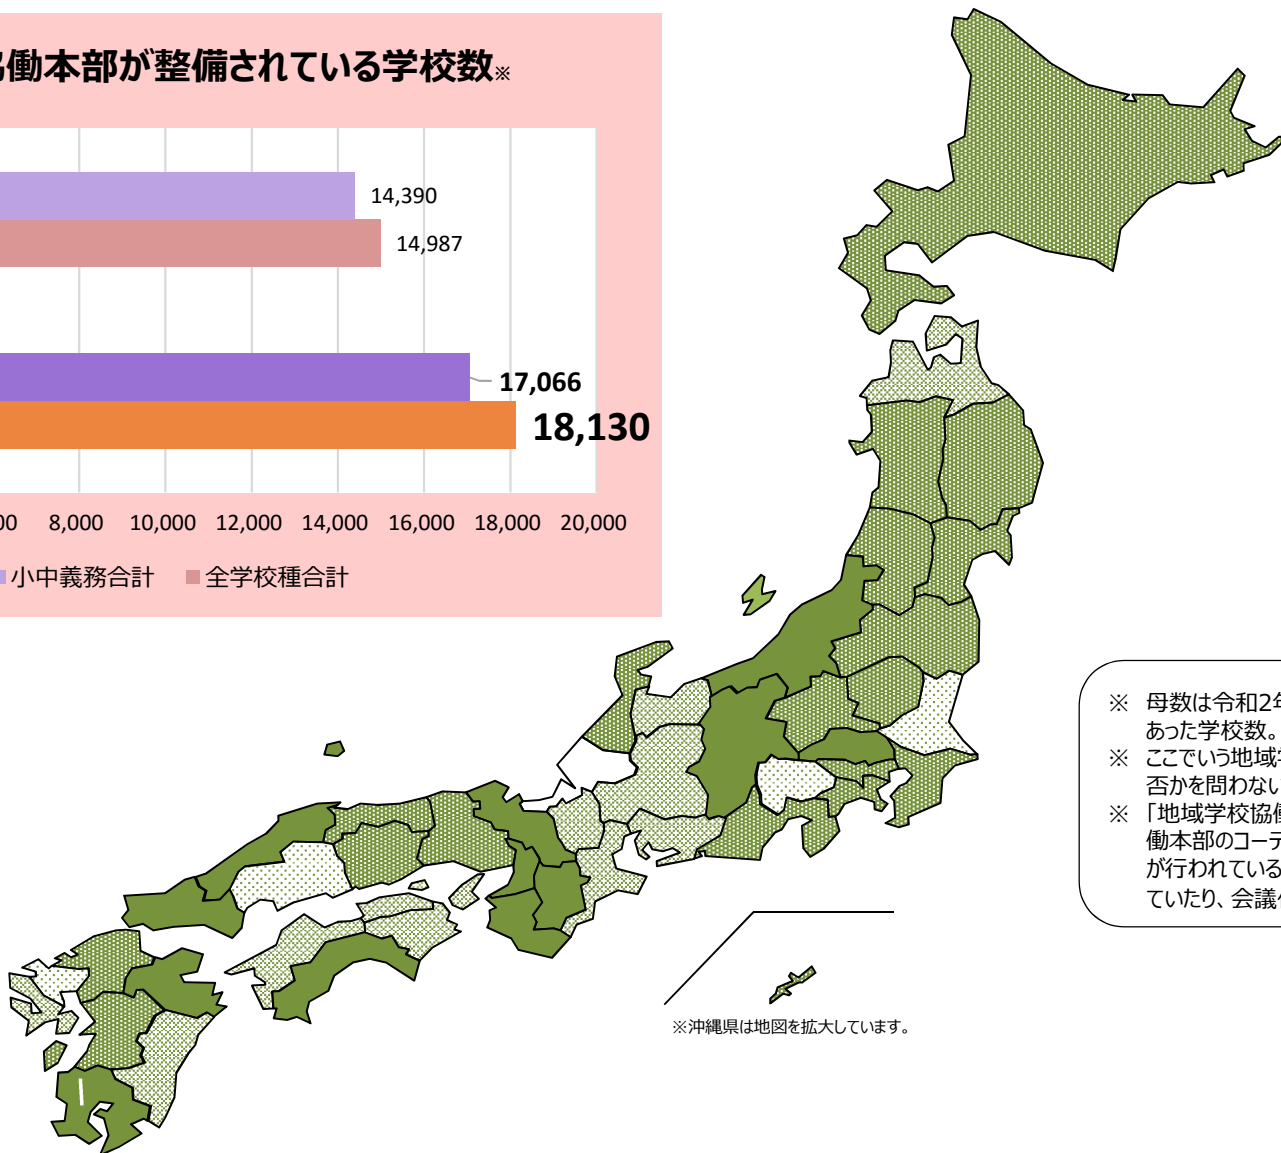 働本部が整備されている学校数※
14,390
14,987
17,066
18,130
00 8,000 10,000 12,000 14,000 16,000 18,000 20,000
小中義務合計 全学校種合計
※ 母数は令和2年
あった学校数。
※ ここでいう地域学
否かを問わない
※ 「地域学校協働
働本部のコーデ
が行われている
ていたり、会議や
※沖縄県は地図を拡大しています。